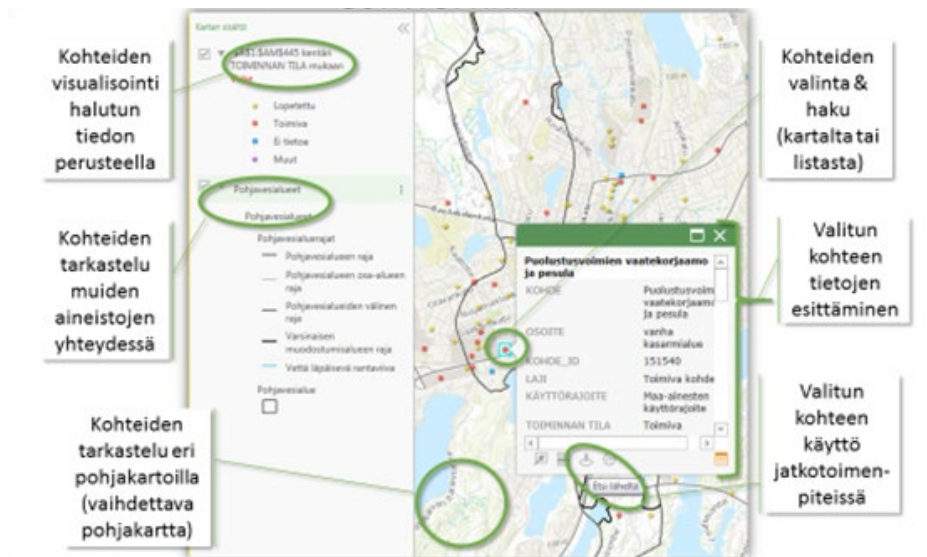 Kohteiden
visualisointi
halutun
tiedon
perusteella
Kohteiden
tarkastelu
muiden
aineistojen
yhteydessä
Kohteiden
tarkastelu eri
pohjakartoilla
(vaihdettava
pohjakartta)
Kartan sisältö
kentän
TOIMINNAN TILA mukaan
Lopetettu
Toimiva
Ei tietoa
Muut
Pohjavesialueet
Pohjavesialueet
Pohjavesialuerajat
Pohjavesialueen raja
Pohjavesialueen osa-alueen
raja
Pohjavesialueiden välinen
raja
Varsinaisen
muodostumisalueen raja
Vettä läpäisevä rantaviiva
Pohjavesialue
Puolustusvoimien vaatekorjaamo
ja pesula
KOHDE Puolustusvoim
vaatekorjaamo
ja pesula
OSOITE vanha
kasarmialue
KOHDE_ID 151540
LAJI Toimiva kohde
KÄYTTÖRAJOITE Maa-ainesten
käyttörajoite
TOIMINNAN TILA Toimiva
Etsi läheltä
Kohteiden
valinta &
haku
(kartalta tai
listasta)
Valitun
kohteen
tietojen
esittäminen
Valitun
kohteen
käyttö
jatkotoimen-
piteissä